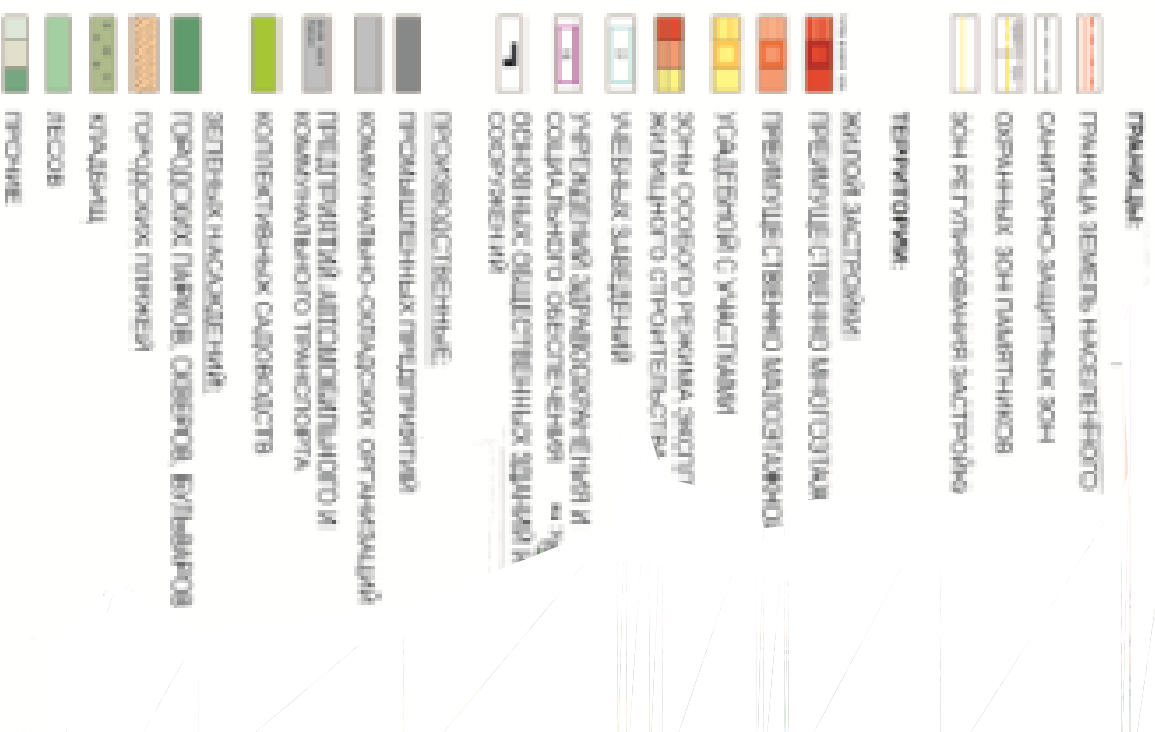 ГРАНИЦЫ:
ГРАНИЦА ЗЕМЕЛЬ НАСЕЛЁННОГО
САНИТАРНО-ЗАЩИТНЫХ ЗОН
ОХРАННЫХ ЗОН ПАМЯТНИКОВ
ЗОН РЕГУЛИРОВАНИЯ ЗАСТРОЙКИ
ТЕРРИТОРИИ:
ЖИЛОЙ ЗАСТРОЙКИ
ПРЕИМУЩЕСТВЕННО
ПРЕИМУЩЕСТВЕННО МАЛОЭТАЖНОЙ
УСАДЕБНОЙ С УЧАСТКАМИ
ЗОНЫ ОСОБОГО РЕЖИМА
ЖИЛИЩНОГО СТРОИТЕЛЬСТВА
УЧЕБНЫХ ЗАВЕДЕНИЙ
УЧРЕЖДЕНИЙ ЗДРАВООХРАНЕНИЯ И
СОЦИАЛЬНОГО ОБЕСПЕЧЕНИЯ
ОСНОВНЫХ ОБЩЕСТВЕННЫХ ЗДАНИЙ И
СООРУЖЕНИЙ
ПРОИЗВОДСТВЕННЫЕ:
ПРОМЫШЛЕННЫХ ПРЕДПРИЯТИЙ
КОММУНАЛЬНО-СКЛАДСКИХ ОРГАНИЗАЦИЙ
ПРЕДПРИЯТИЙ АВТОМОБИЛЬНОГО И
КОММУНАЛЬНОГО ТРАНСПОРТА
КОЛЛЕКТИВНЫХ САДОВОДСТВ
ЗЕЛЕНЫХ НАСАЖДЕНИЙ:
ГОРОДСКИХ ПАРКОВ, СКВЕРОВ, БУЛЬВАРОВ
ГОРОДСКИХ ПЛЯЖЕЙ
КЛАДБИЩ
ЛЕСОВ
ПРОЧИЕ